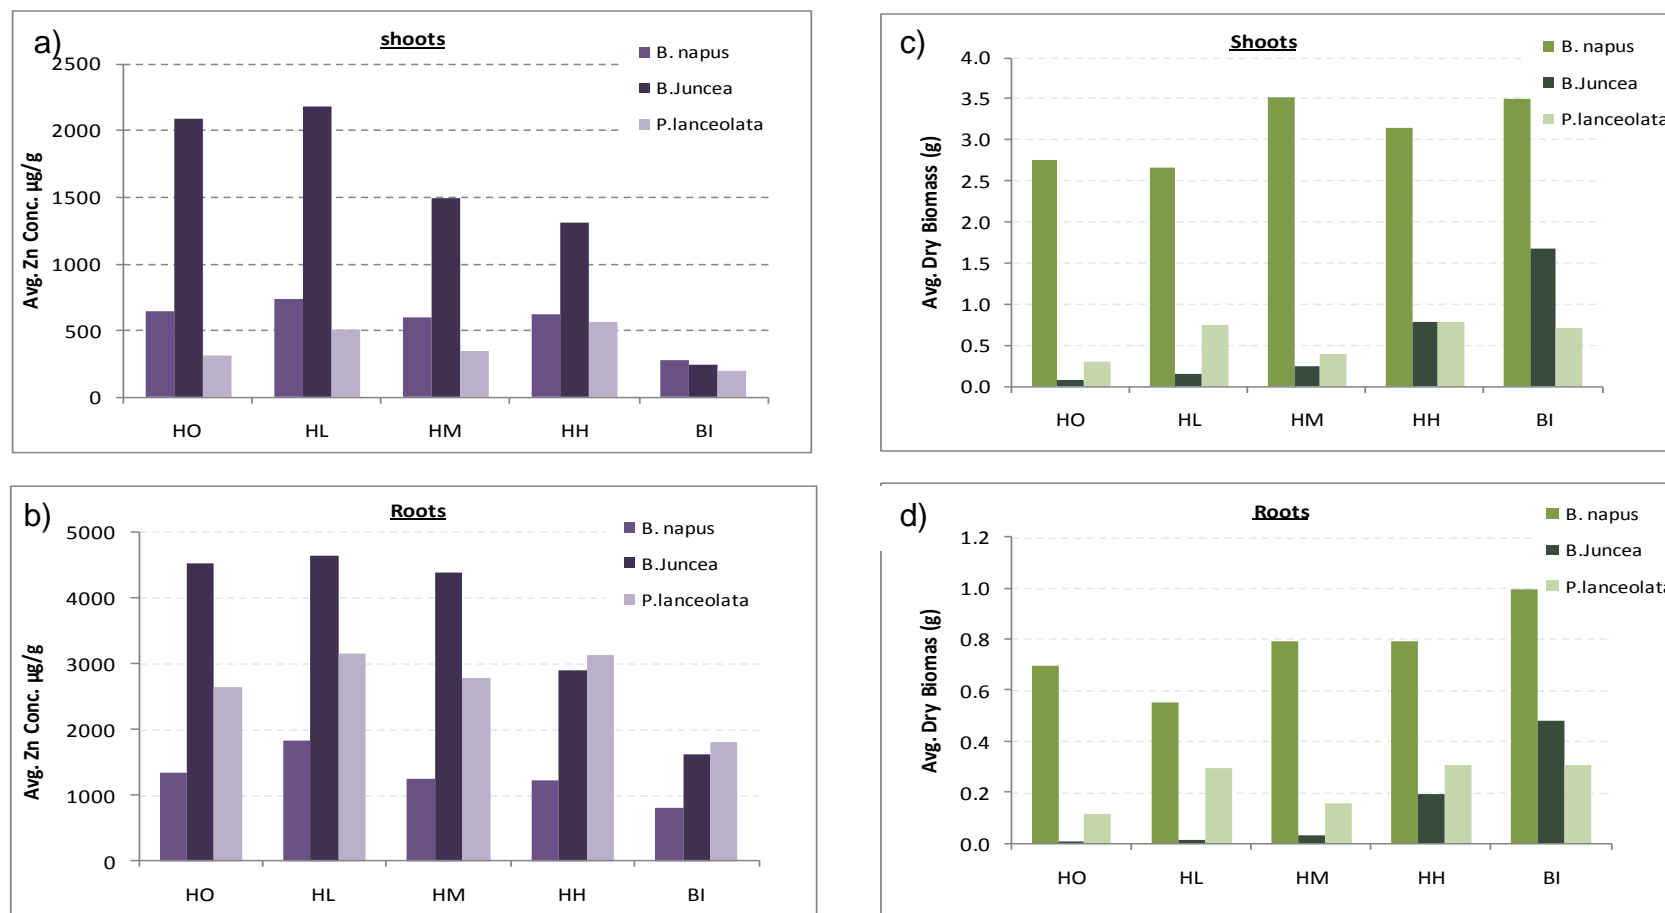 a)
shoots
B. napus
B.Juncea
P.lanceolata
Avg. Zn Conc. µg/g
2500
2000
1500
1000
500
0
HO HL HM HH BI
c)
Shoots
B. napus
B.Juncea
P.lanceolata
Avg. Dry Biomass (g)
4.0
3.5
3.0
2.5
2.0
1.5
1.0
0.5
0.0
HO HL HM HH BI
b)
Roots
B. napus
B.Juncea
P.lanceolata
Avg. Zn Conc. µg/g
5000
4000
3000
2000
1000
0
HO HL HM HH BI
d)
Roots
B. napus
B.Juncea
P.lanceolata
Avg. Dry Biomas (g)
1.2
1.0
0.8
0.6
0.4
0.2
0.0
HO HL HM HH BI